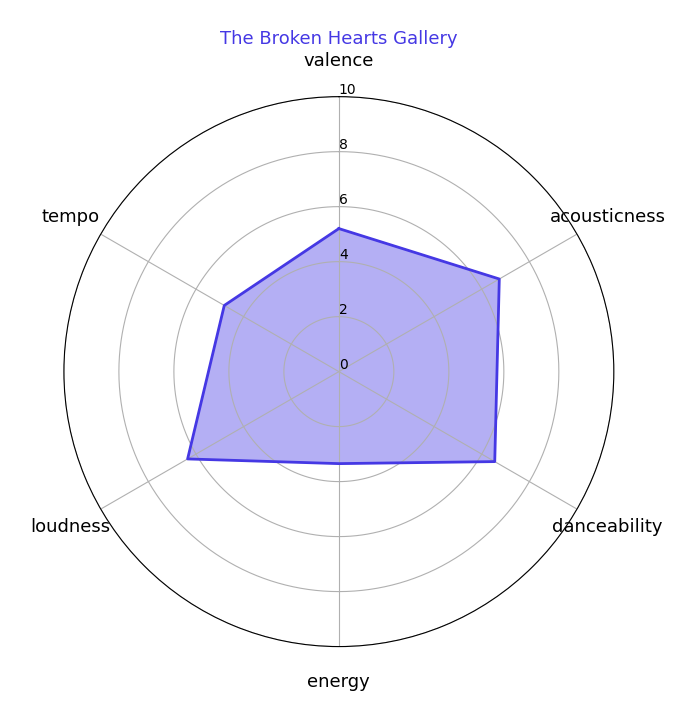 The Broken Hearts Gallery
valence
10
8
tempo
6
acousticness
4
2
0
loudness
danceability
energy